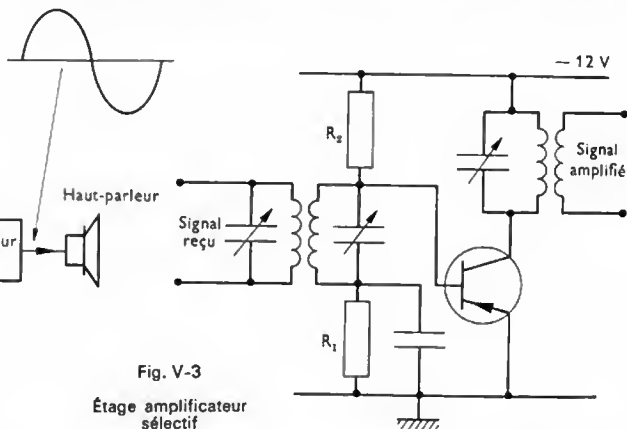 — 12 V
R₂
Haut-parleur
Signal
reçu
Signal
amplifié
ur
R₁
Fig. V-3
Étage amplificateur
sélectif